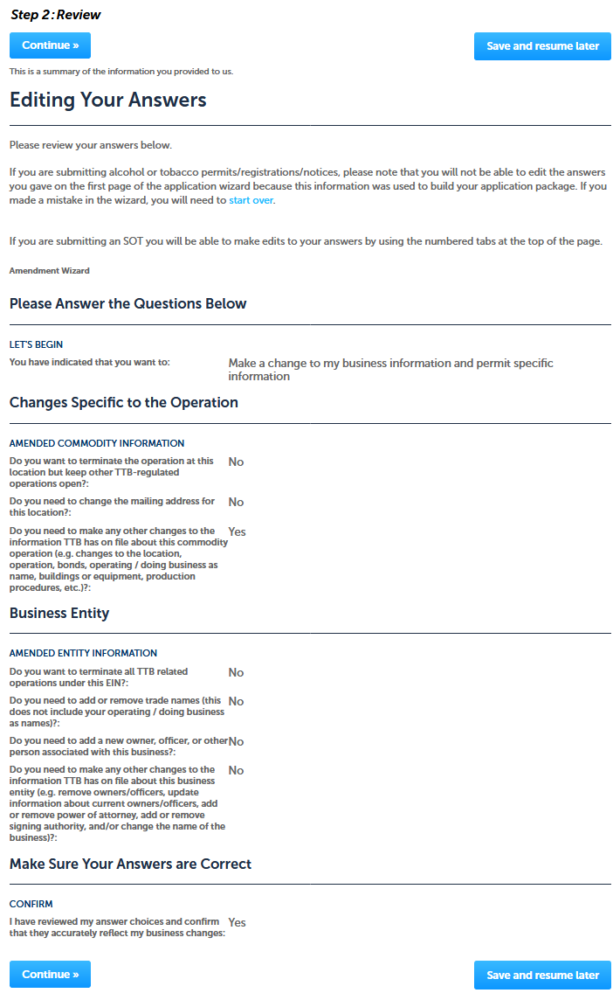 Step 2: Review
Continue »
Save and resume later
This is a summary of the information you provided to us.
Editing Your Answers
Please review your answers below.
If you are submitting alcohol or tobacco permits/registrations/notices, please note that you will not be able to edit the answers
you gave on the first page of the application wizard because this information was used to build your application package. If you
made a mistake in the wizard, you will need to start over.
If you are submitting an SOT you will be able to make edits to your answers by using the numbered tabs at the top of the page.
Amendment Wizard
Please Answer the Questions Below
LET'S BEGIN
You have indicated that you want to:
Make a change to my business information and permit specific
information
Changes Specific to the Operation
AMENDED COMMODITY INFORMATION
Do you want to terminate the operation at this
location but keep other TTB-regulated
operations open?:
No
Do you need to change the mailing address for
this location?:
No
Do you need to make any other changes to the
information TTB has on file about this commodity
operation (e.g. changes to the location,
operation, bonds, operating / doing business as
name, buildings or equipment, production
procedures, etc.)?:
Yes
Business Entity
AMENDED ENTITY INFORMATION
Do you want to terminate all TTB related
operations under this EIN?:
No
Do you need to add or remove trade names (this
does not include your operating / doing business
as names)?:
No
Do you need to add a new owner, officer, or other
person associated with this business?:
No
Do you need to make any other changes to the
information TTB has on file about this business
entity (e.g. remove owners/officers, update
information about current owners/officers, add
or remove power of attorney, add or remove
signing authority, and/or change the name of the
business)?:
No
Make Sure Your Answers are Correct
CONFIRM
I have reviewed my answer choices and confirm
that they accurately reflect my business changes:
Yes
Continue »
Save and resume later